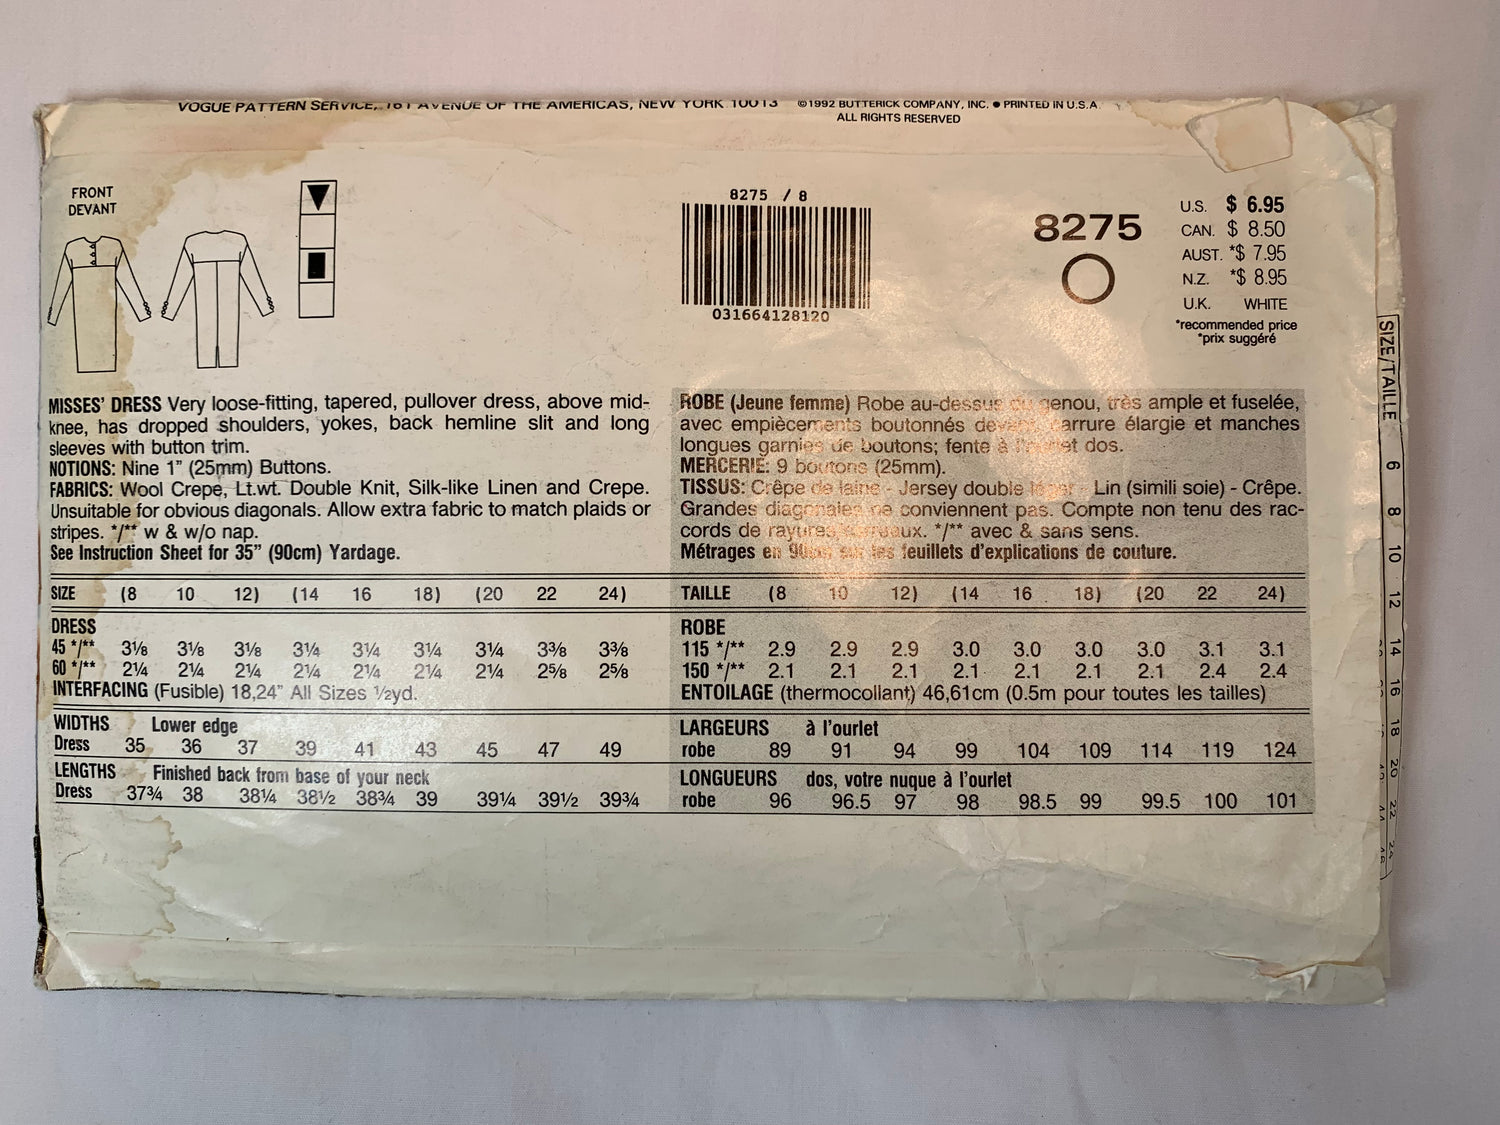 VOGUE PATTERN SERVICE, 161 AVENUE OF THE AMERICAS, NEW YORK 10013 ©1992 BUTTERICK COMPANY, INC. ● PRINTED IN U.S.A.
ALL RIGHTS RESERVED
FRONT
DEVANT
8275 / 8
031664128120
8275
U.S. $ 6.95
CAN. $ 8.50
AUST. *$ 7.95
N.Z. *$ 8.95
U.K. WHITE
*recommended price
*prix suggéré
MISSES' DRESS Very loose-fitting, tapered, pullover dress, above mid-
knee, has dropped shoulders, yokes, back hemline slit and long
sleeves with button trim.
NOTIONS: Nine 1" (25mm) Buttons.
FABRICS: Wool Crepe, Lt.wt. Double Knit, Silk-like Linen and Crepe.
Unsuitable for obvious diagonals. Allow extra fabric to match plaids or
stripes. */** w & w/o nap.
See Instruction Sheet for 35" (90cm) Yardage.
SIZE (8 10 12) (14 16 18) (20 22 24)
DRESS
45 */** 3⅛ 3⅛ 3⅛ 3¼ 3¼ 3¼ 3¼ 3⅜ 3⅜
60 */** 2¼ 2¼ 2¼ 2¼ 2¼ 2¼ 2¼ 2⅝ 2⅝
INTERFACING (Fusible) 18,24" All Sizes ½yd.
WIDTHS Lower edge
Dress 35 36 37 39 41 43 45 47 49
LENGTHS Finished back from base of your neck
Dress 37¾ 38 38¼ 38½ 38¾ 39 39¼ 39½ 39¾
ROBE (Jeune femme) Robe au-dessus du genou, très ample et fuselée,
avec empiècements boutonnés devant, carrure élargie et manches
longues garnies de boutons; fente à l'ourlet dos.
MERCERIE: 9 boutons (25mm).
TISSUS: Crêpe de laine - Jersey double léger - Lin (simili soie) - Crêpe.
Grandes diagonales ne conviennent pas. Compte non tenu des rac-
cords de rayures/carreaux. */** avec & sans sens.
Métrages en 90cm sur les feuillets d'explications de couture.
TAILLE (8 10 12) (14 16 18) (20 22 24)
ROBE
115 */** 2.9 2.9 2.9 3.0 3.0 3.0 3.0 3.1 3.1
150 */** 2.1 2.1 2.1 2.1 2.1 2.1 2.1 2.4 2.4
ENTOILAGE (thermocollant) 46,61cm (0.5m pour toutes les tailles)
LARGEURS à l'ourlet
robe 89 91 94 99 104 109 114 119 124
LONGUEURS dos, votre nuque à l'ourlet
robe 96 96.5 97 98 98.5 99 99.5 100 101
SIZE/TAILLE 6 8 10 12 14 16 18 20 22 24